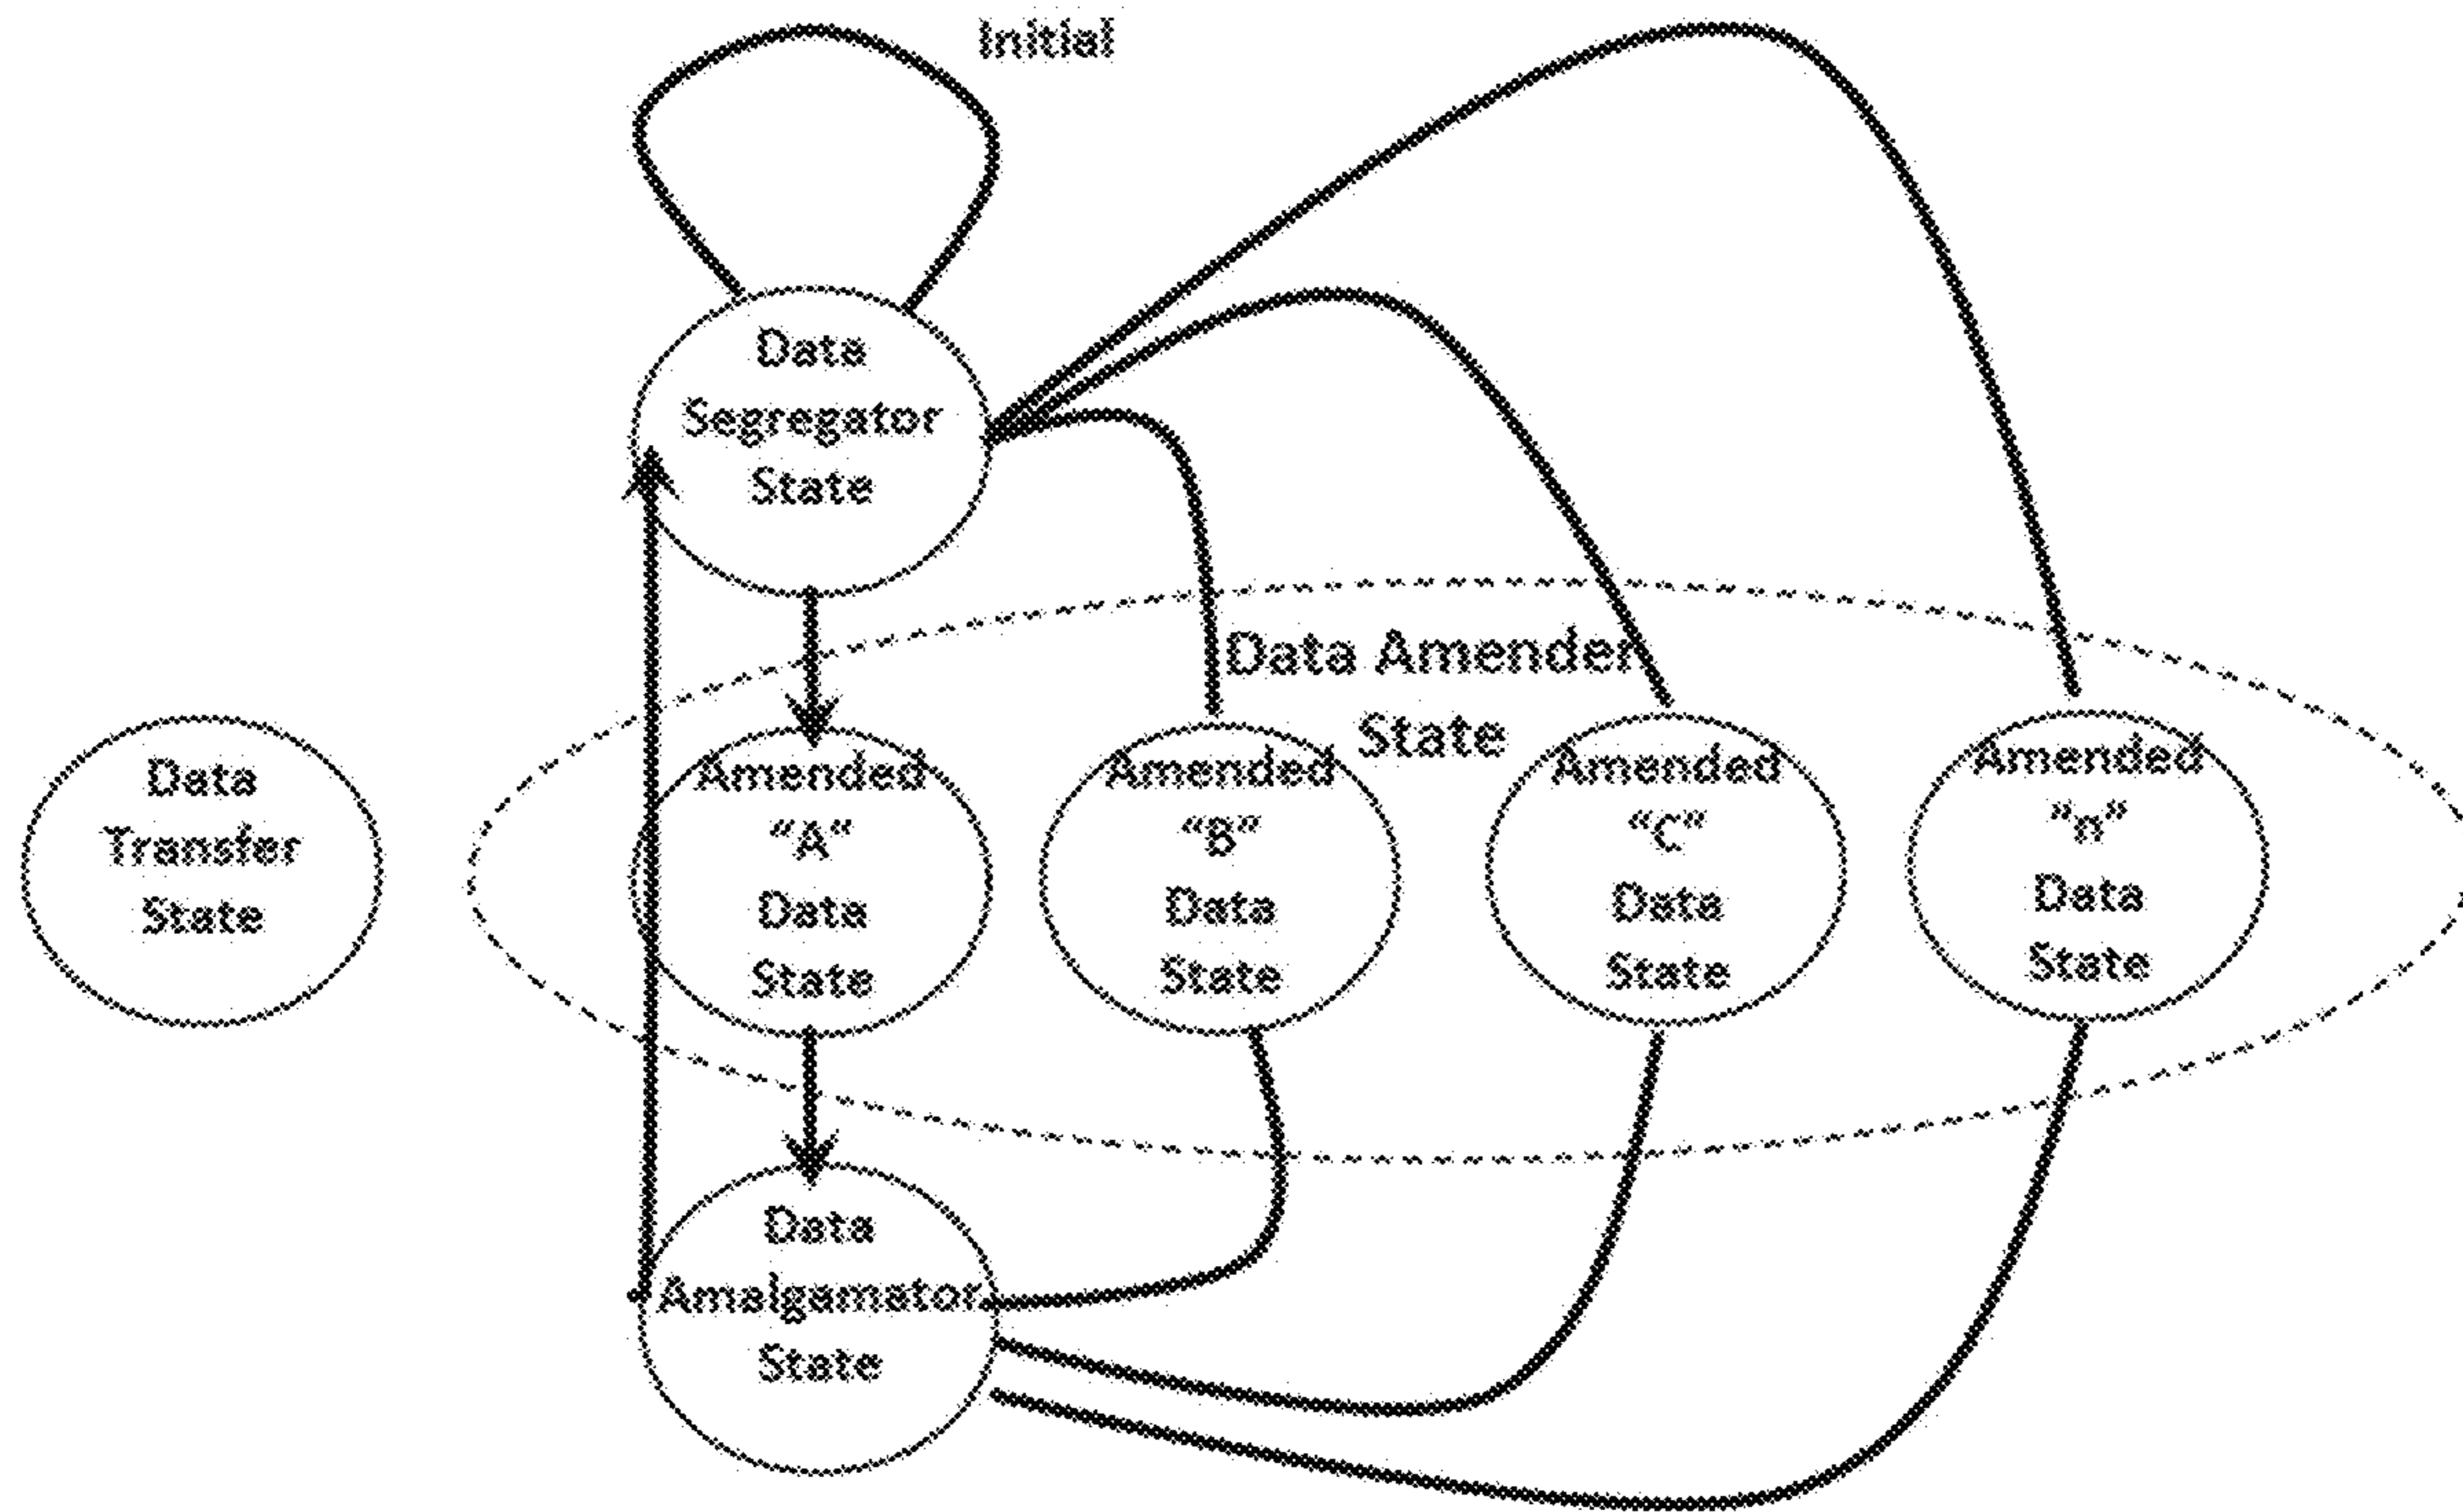 Initial
Data
Segregator
State
Data Amender
State
Data
Transfer
State
Amended
“A”
Data
State
Amended
“B”
Data
State
Amended
“C”
Data
State
Amended
“n”
Data
State
Data
Amalgamator
State